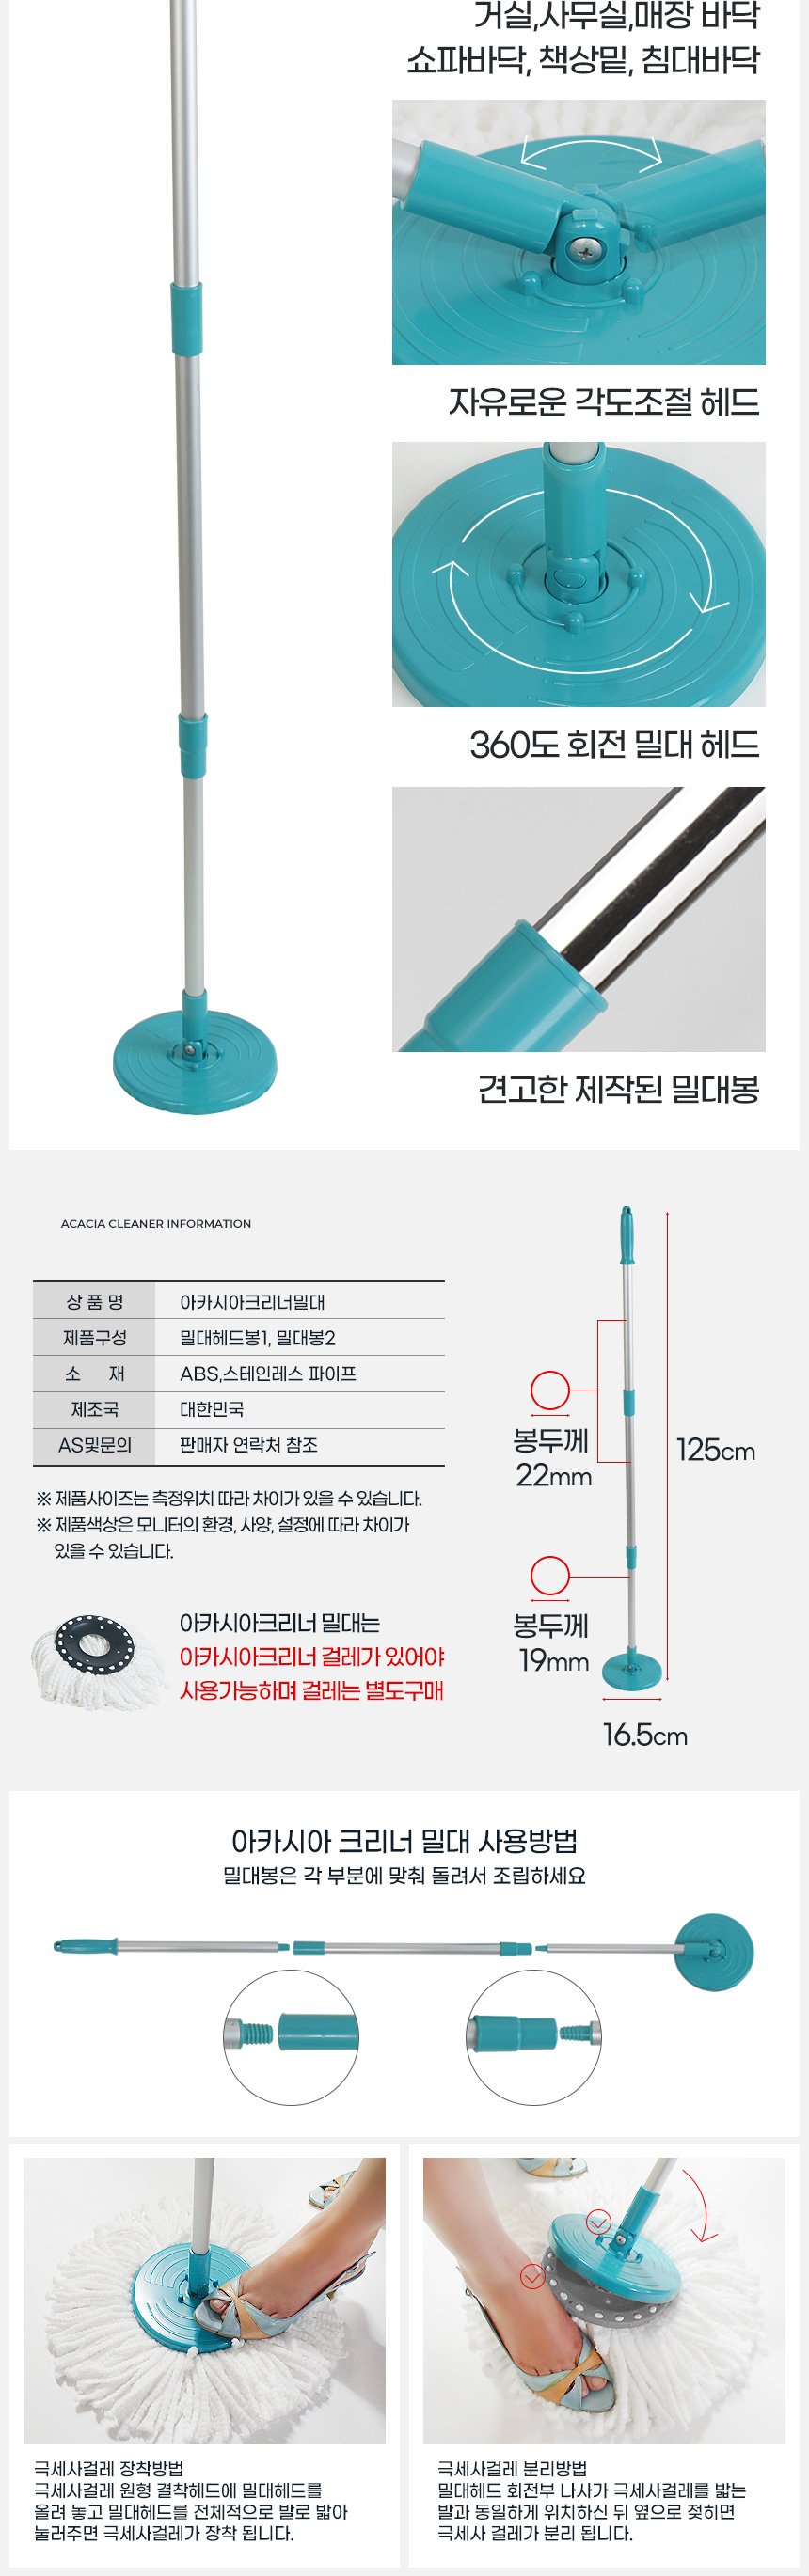 거실,사무실,매장 바닥
쇼파바닥, 책상밑, 침대바닥
자유로운 각도조절 헤드
360도 회전 밀대 헤드
견고한 제작된 밀대봉
ACACIA CLEANER INFORMATION
상 품 명 아카시아크리너밀대
제품구성 밀대헤드봉1, 밀대봉2
소 재 ABS,스테인레스 파이프
제조국 대한민국
AS및문의 판매자 연락처 참조
※ 제품사이즈는 측정위치 따라 차이가 있을 수 있습니다.
※ 제품색상은 모니터의 환경, 사양, 설정에 따라 차이가
있을 수 있습니다.
아카시아크리너 밀대는
아카시아크리너 걸레가 있어야
사용가능하며 걸레는 별도구매
봉두께
22mm
125cm
봉두께
19mm
16.5cm
아카시아 크리너 밀대 사용방법
밀대봉은 각 부분에 맞춰 돌려서 조립하세요
극세사걸레 장착방법
극세사걸레 원형 결착헤드에 밀대헤드를
올려 놓고 밀대헤드를 전체적으로 발로 밟아
눌러주면 극세사걸레가 장착 됩니다.
극세사걸레 분리방법
밀대헤드 회전부 나사가 극세사걸레를 밟는
발과 동일하게 위치하신 뒤 옆으로 젖히면
극세사 걸레가 분리 됩니다.